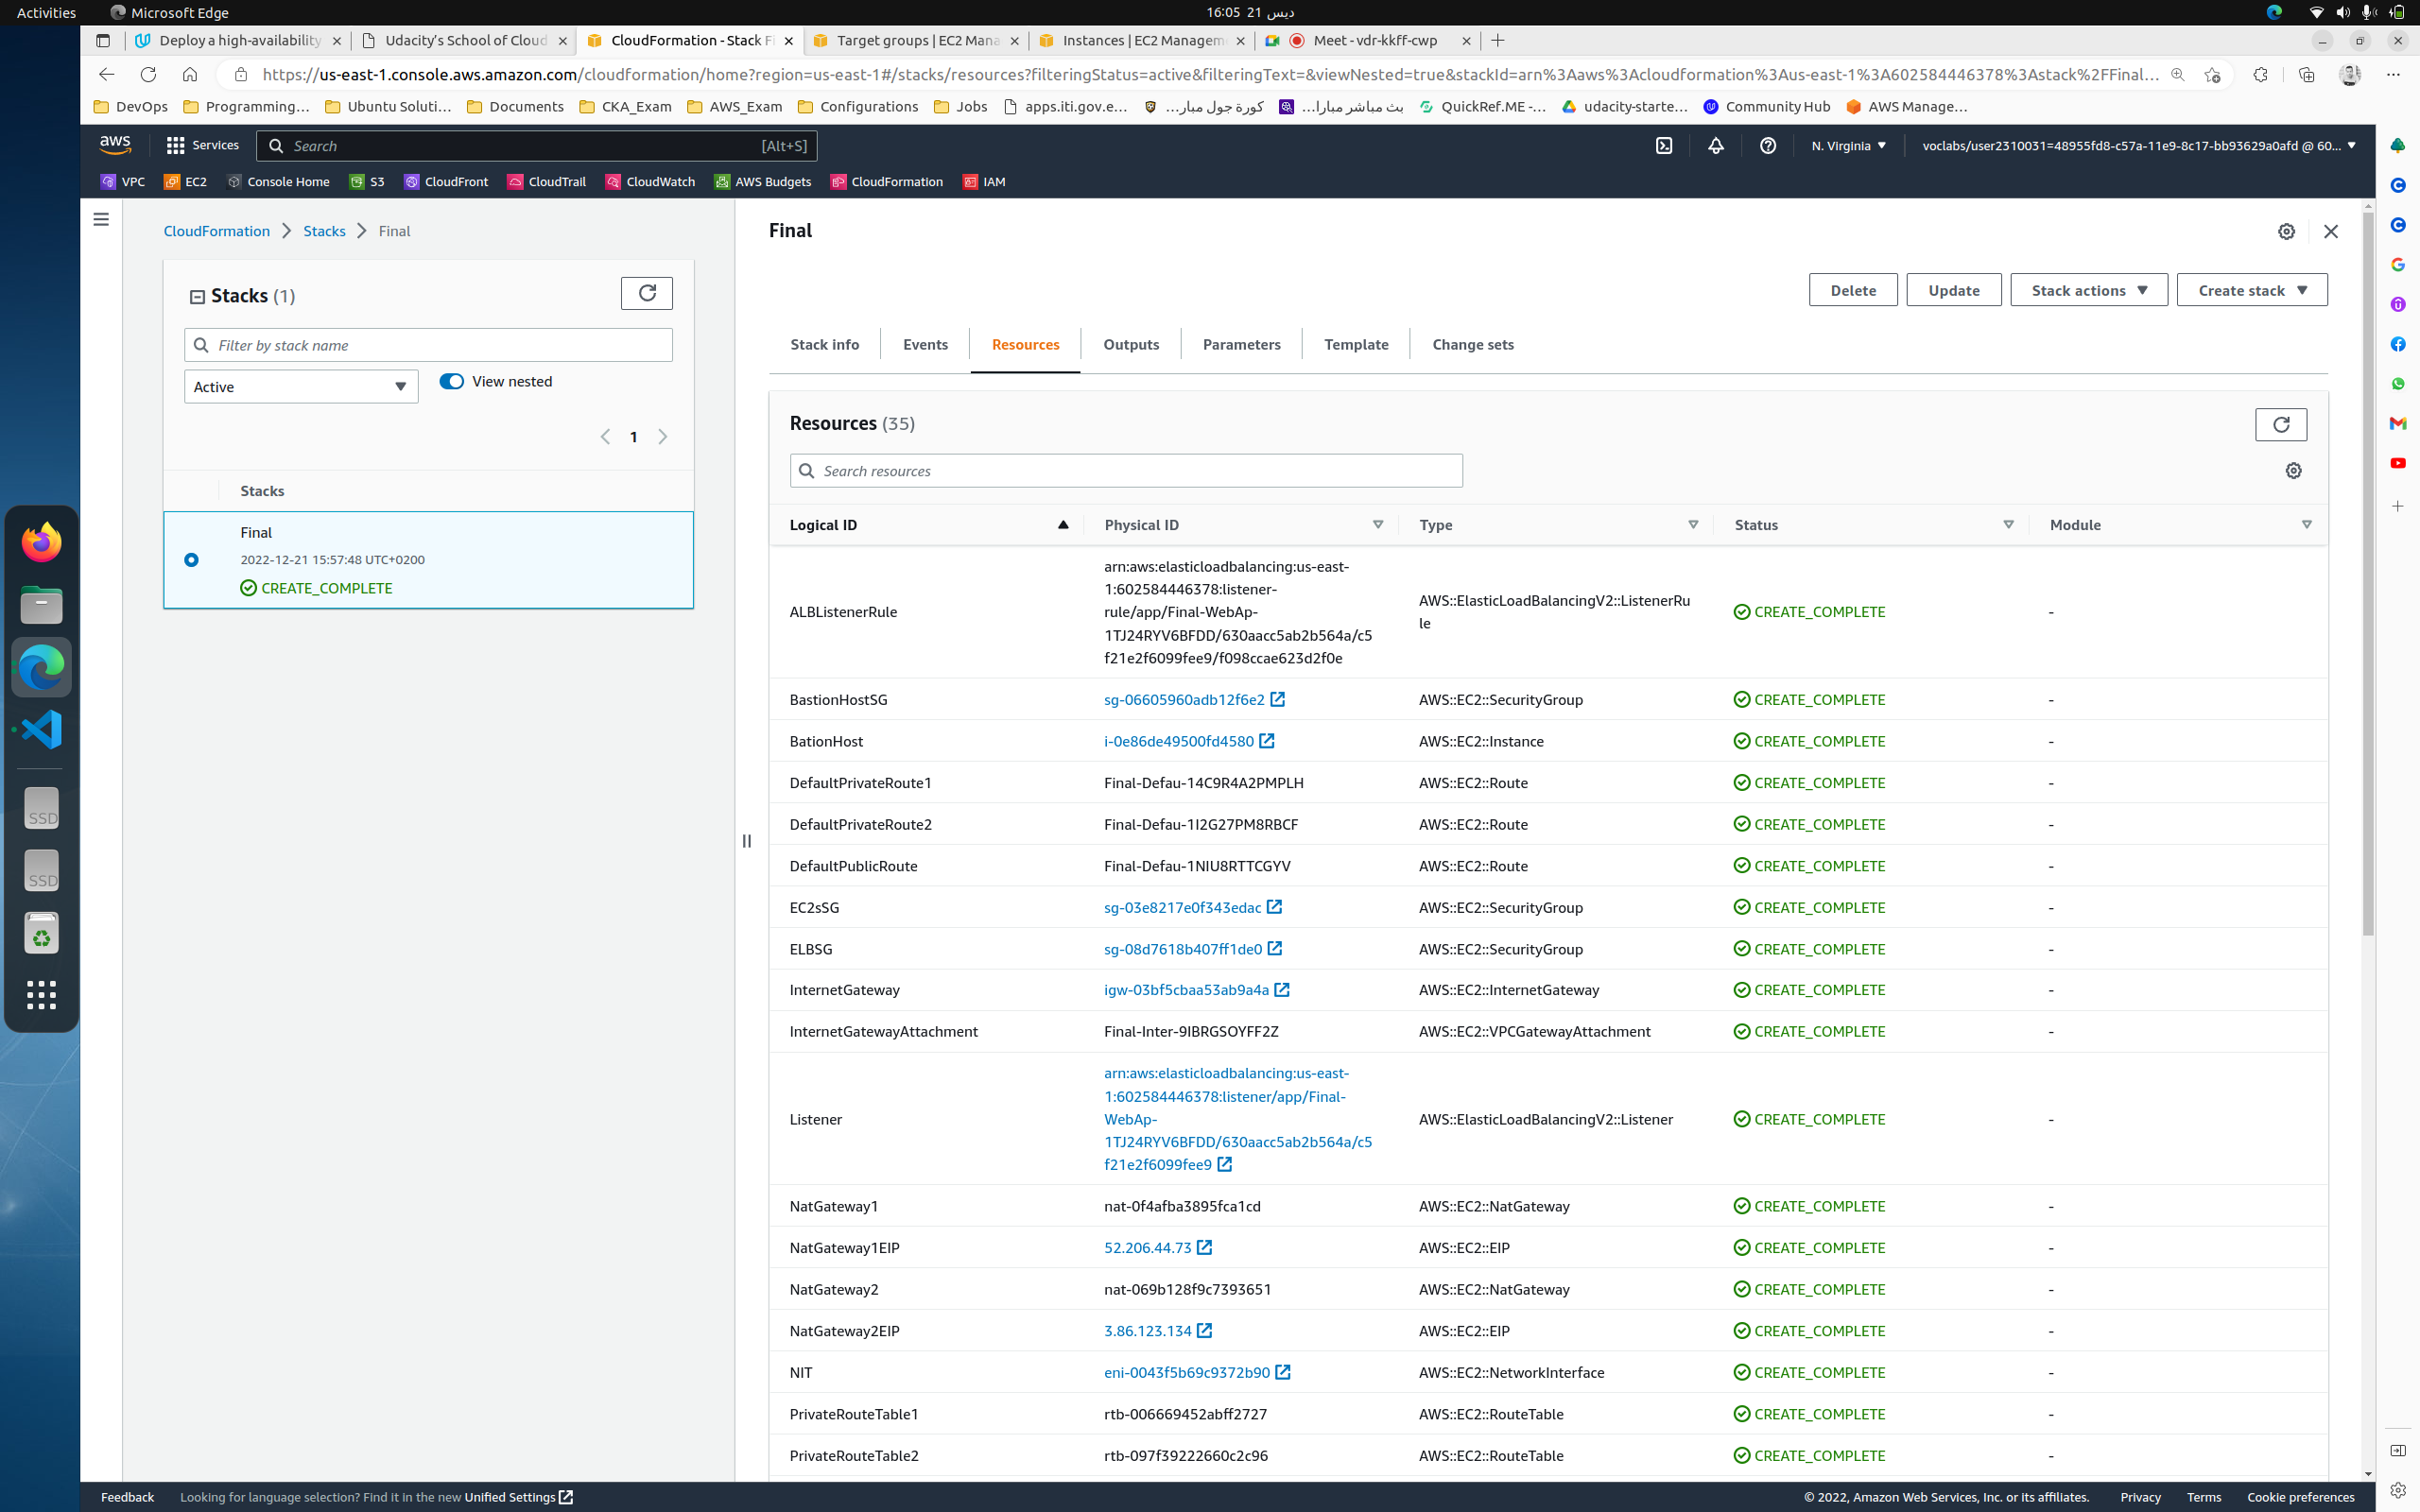 Activities
Microsoft Edge
16:05 21 ديس
Deploy a high-availability
Udacity's School of Cloud
CloudFormation - Stack Fi
Target groups | EC2 Mana
Instances | EC2 Managem
Meet - vdr-kkff-cwp
https://us-east-1.console.aws.amazon.com/cloudformation/home?region=us-east-1#/stacks/resources?filteringStatus=active&filteringText=&viewNested=true&stackId=arn%3Aaws%3Acloudformation%3Aus-east-1%3A602584446378%3Astack%2FFinal...
DevOps
Programming...
Ubuntu Soluti...
Documents
CKA_Exam
AWS_Exam
Configurations
Jobs
apps.iti.gov.e...
كورة جول مبار...
بث مباشر مبارا...
QuickRef.ME -...
udacity-starte...
Community Hub
AWS Manage...
aws
Services
Search
[Alt+S]
N. Virginia
voclabs/user2310031=48955fd8-c57a-11e9-8c17-bb93629a0afd @ 60...
VPC
EC2
Console Home
S3
CloudFront
CloudTrail
CloudWatch
AWS Budgets
CloudFormation
IAM
CloudFormation
Stacks
Final
Stacks (1)
Filter by stack name
Active
View nested
1
Stacks
Final
2022-12-21 15:57:48 UTC+0200
CREATE_COMPLETE
SSD
SSD
Final
Delete
Update
Stack actions
Create stack
Stack info
Events
Resources
Outputs
Parameters
Template
Change sets
Resources (35)
Search resources
Logical ID
Physical ID
Type
Status
Module
ALBListenerRule
arn:aws:elasticloadbalancing:us-east-
1:602584446378:listener-
rule/app/Final-WebAp-
1TJ24RYV6BFDD/630aacc5ab2b564a/c5
f21e2f6099fee9/f098ccae623d2f0e
AWS::ElasticLoadBalancingV2::ListenerRu
le
CREATE_COMPLETE
-
BastionHostSG
sg-06605960adb12f6e2
AWS::EC2::SecurityGroup
CREATE_COMPLETE
-
BationHost
i-0e86de49500fd4580
AWS::EC2::Instance
CREATE_COMPLETE
-
DefaultPrivateRoute1
Final-Defau-14C9R4A2PMPLH
AWS::EC2::Route
CREATE_COMPLETE
-
DefaultPrivateRoute2
Final-Defau-1I2G27PM8RBCF
AWS::EC2::Route
CREATE_COMPLETE
-
DefaultPublicRoute
Final-Defau-1NIU8RTTCGYV
AWS::EC2::Route
CREATE_COMPLETE
-
EC2sSG
sg-03e8217e0f343edac
AWS::EC2::SecurityGroup
CREATE_COMPLETE
-
ELBSG
sg-08d7618b407ff1de0
AWS::EC2::SecurityGroup
CREATE_COMPLETE
-
InternetGateway
igw-03bf5cbaa53ab9a4a
AWS::EC2::InternetGateway
CREATE_COMPLETE
-
InternetGatewayAttachment
Final-Inter-9IBRGSOYFF2Z
AWS::EC2::VPCGatewayAttachment
CREATE_COMPLETE
-
Listener
arn:aws:elasticloadbalancing:us-east-
1:602584446378:listener/app/Final-
WebAp-
1TJ24RYV6BFDD/630aacc5ab2b564a/c5
f21e2f6099fee9
AWS::ElasticLoadBalancingV2::Listener
CREATE_COMPLETE
-
NatGateway1
nat-0f4afba3895fca1cd
AWS::EC2::NatGateway
CREATE_COMPLETE
-
NatGateway1EIP
52.206.44.73
AWS::EC2::EIP
CREATE_COMPLETE
-
NatGateway2
nat-069b128f9c7393651
AWS::EC2::NatGateway
CREATE_COMPLETE
-
NatGateway2EIP
3.86.123.134
AWS::EC2::EIP
CREATE_COMPLETE
-
NIT
eni-0043f5b69c9372b90
AWS::EC2::NetworkInterface
CREATE_COMPLETE
-
PrivateRouteTable1
rtb-006669452abff2727
AWS::EC2::RouteTable
CREATE_COMPLETE
-
PrivateRouteTable2
rtb-097f39222660c2c96
AWS::EC2::RouteTable
CREATE_COMPLETE
-
Feedback
Looking for language selection? Find it in the new Unified Settings
© 2022, Amazon Web Services, Inc. or its affiliates.
Privacy
Terms
Cookie preferences